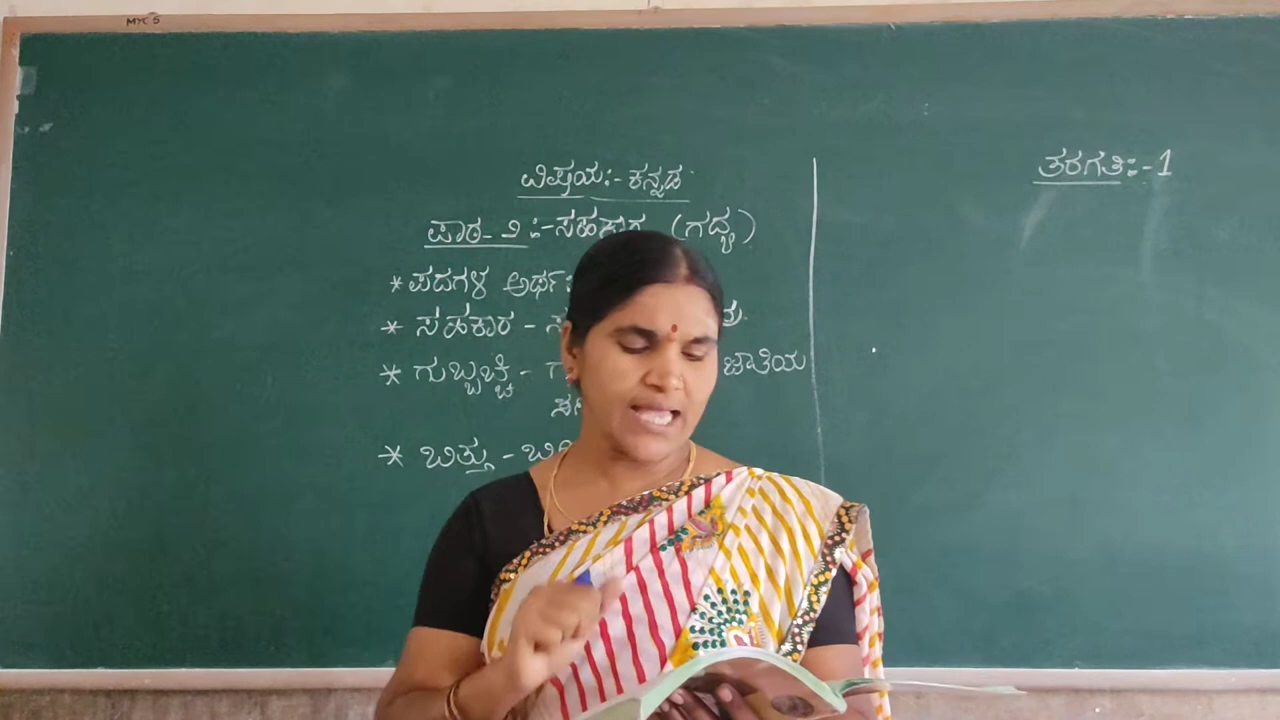 MYC 5
ತರಗತಿ:-1
ವಿಷಯ:- ಕನ್ನಡ
ಪಾಠ-೨:-ಸಹಕಾರ (ಗದ್ಯ)
*ಪದಗಳ ಅರ್ಥ:
* ಸಹಕಾರ -
* ಗುಬ್ಬಚ್ಚಿ - ಜಾತಿಯ
* ಬಿತ್ತು -